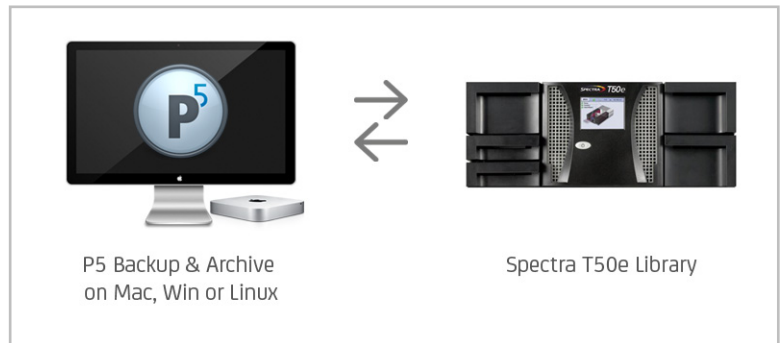 P5
SPECTRA T50e
P5 Backup & Archive
on Mac, Win or Linux
Spectra T50e Library